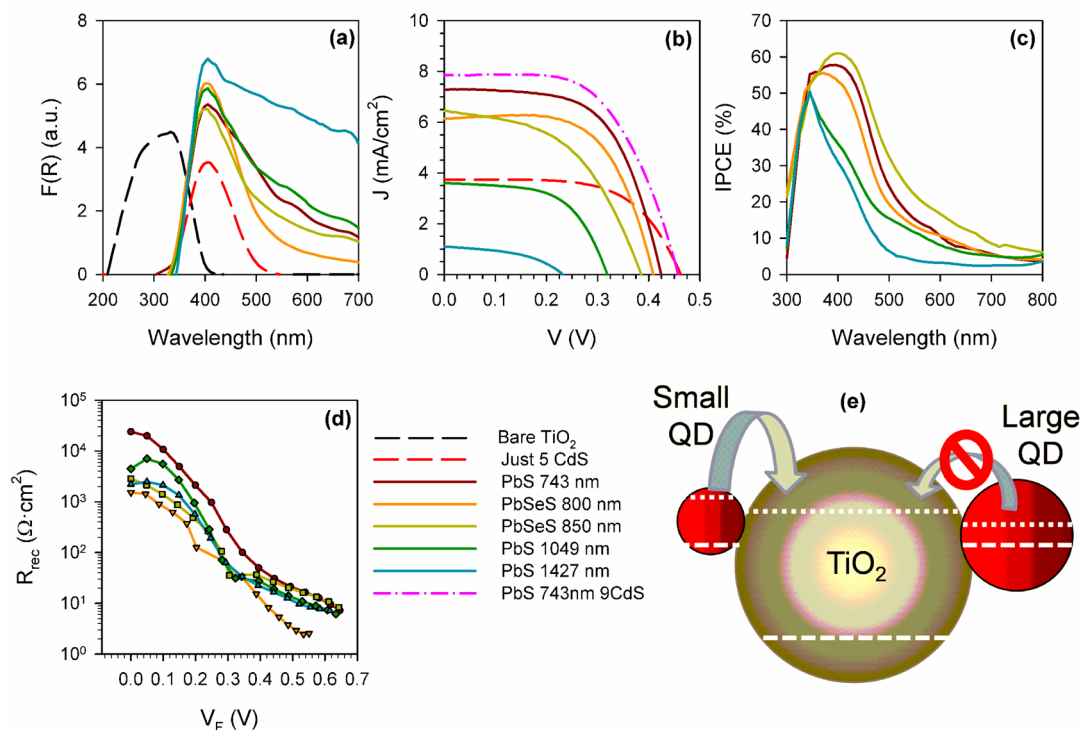 (a)
F(R) (a.u.)
8
6
4
2
0
200 300 400 500 600 700
Wavelength (nm)
(b)
J (mA/cm²)
10
8
6
4
2
0
0.0 0.1 0.2 0.3 0.4 0.5
V (V)
(c)
IPCE (%)
70
60
50
40
30
20
10
0
300 400 500 600 700 800
Wavelength (nm)
(d)
R_rec (Ω·cm²)
10⁵
10⁴
10³
10²
10¹
10⁰
0.0 0.1 0.2 0.3 0.4 0.5 0.6 0.7
V_F (V)
Bare TiO₂
Just 5 CdS
PbS 743 nm
PbSeS 800 nm
PbSeS 850 nm
PbS 1049 nm
PbS 1427 nm
PbS 743nm 9CdS
(e)
Small
QD
Large
QD
TiO₂